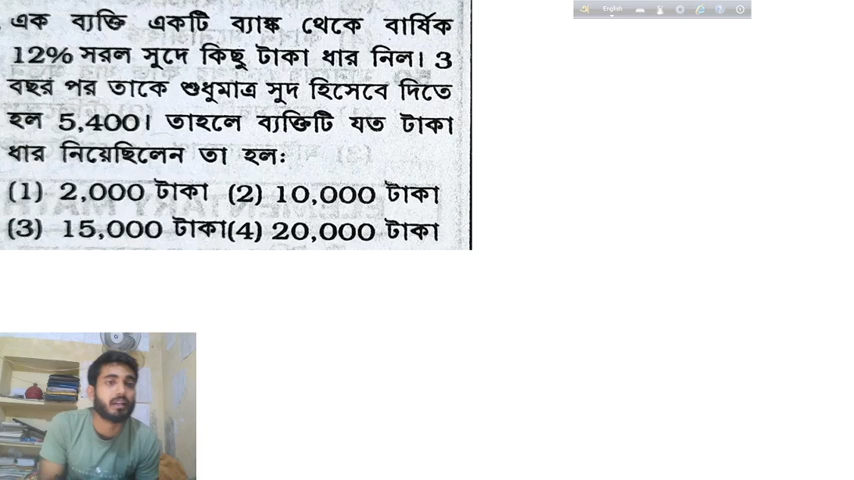 এক ব্যক্তি একটি ব্যাঙ্ক থেকে বার্ষিক
12% সরল সূদে কিছু টাকা ধার নিল। 3
বছর পর তাকে শুধুমাত্র সুদ হিসেবে দিতে
হল 5,400। তাহলে ব্যক্তিটি যত টাকা
ধার নিয়েছিলেন তা হল:
(1) 2,000 টাকা (2) 10,000 টাকা
(3) 15,000 টাকা(4) 20,000 টাকা
English